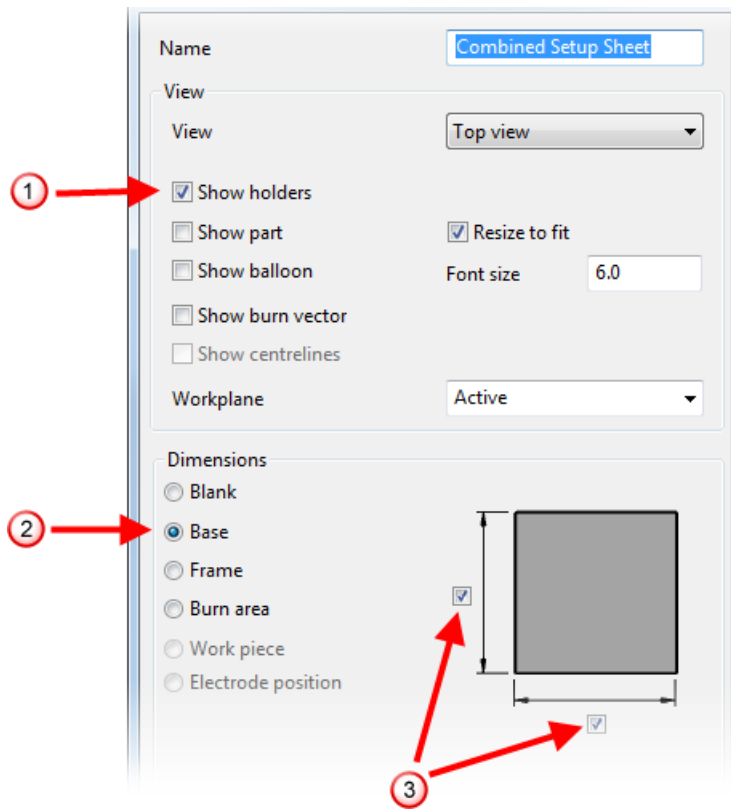 Name Combined Setup Sheet
View
View Top view
1 Show holders
Show part Resize to fit
Show balloon Font size 6.0
Show burn vector
Show centrelines
Workplane Active
Dimensions
Blank
2 Base
Frame
Burn area
Work piece
Electrode position
3